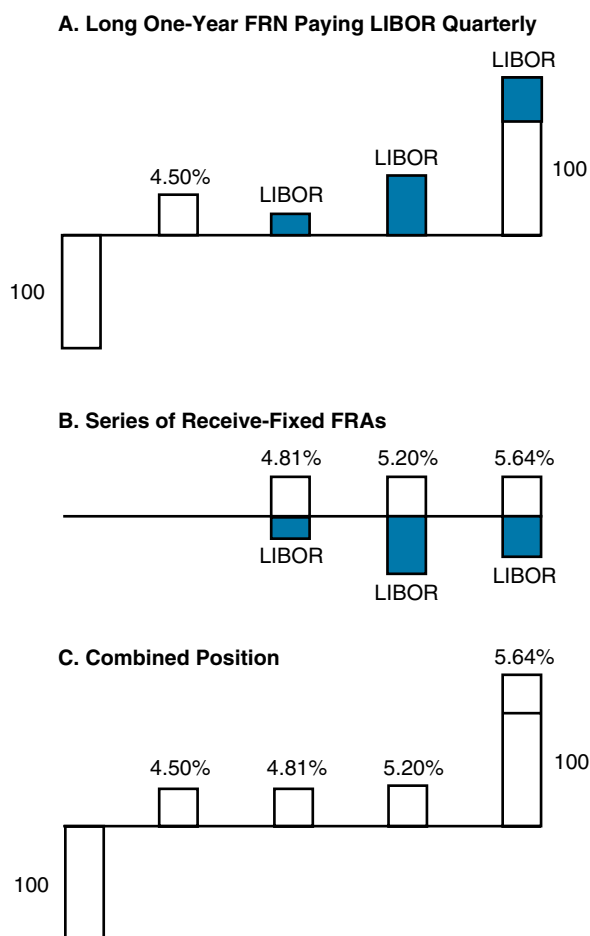 A. Long One-Year FRN Paying LIBOR Quarterly
LIBOR
LIBOR
4.50%
100
LIBOR
100
B. Series of Receive-Fixed FRAs
4.81% 5.20% 5.64%
LIBOR
LIBOR
LIBOR
C. Combined Position
5.64%
4.50% 4.81% 5.20%
100
100